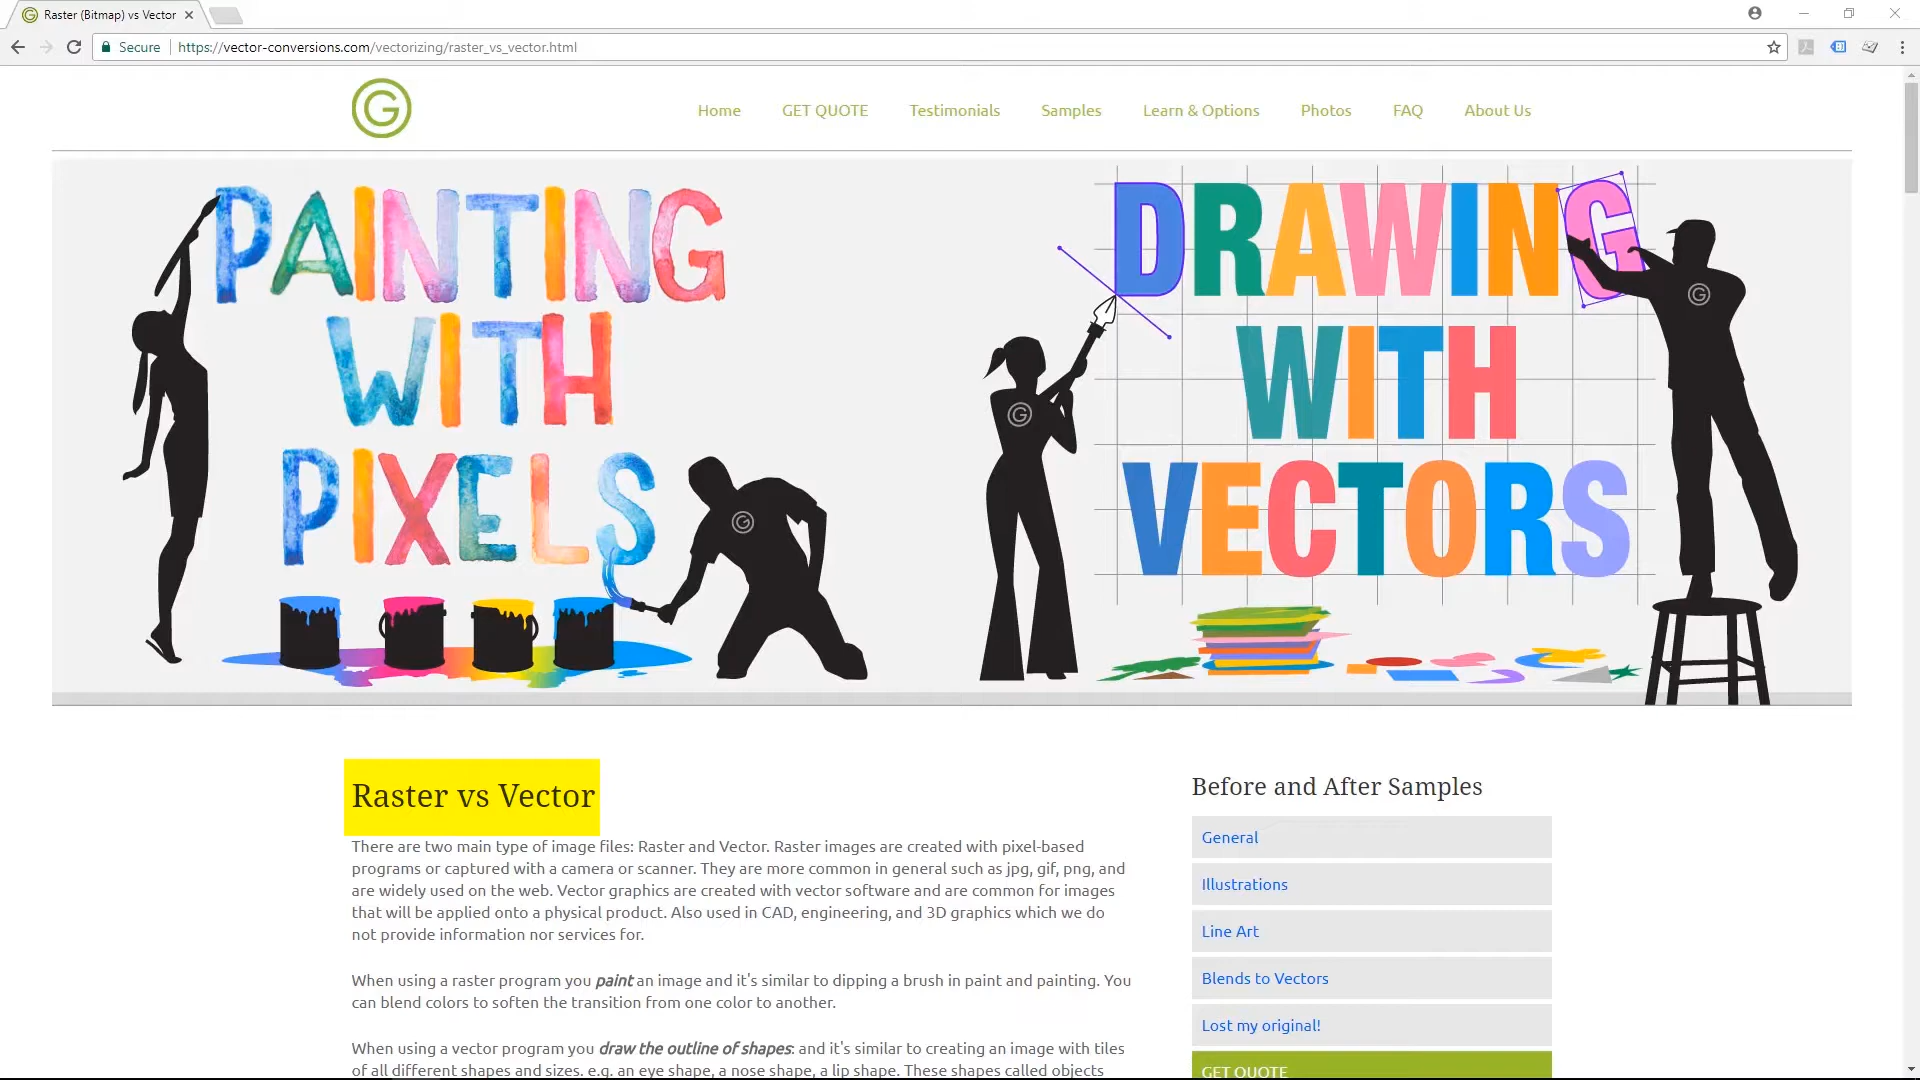 Raster (Bitmap) vs Vector
Secure
https://vector-conversions.com/vectorizing/raster_vs_vector.html
G
Home
GET QUOTE
Testimonials
Samples
Learn & Options
Photos
FAQ
About Us
PAINTING
WITH
PIXELS
G
DRAWING
WITH
VECTORS
G
G
Raster vs Vector
There are two main type of image files: Raster and Vector. Raster images are created with pixel-based
programs or captured with a camera or scanner. They are more common in general such as jpg, gif, png, and
are widely used on the web. Vector graphics are created with vector software and are common for images
that will be applied onto a physical product. Also used in CAD, engineering, and 3D graphics which we do
not provide information nor services for.
When using a raster program you paint an image and it's similar to dipping a brush in paint and painting. You
can blend colors to soften the transition from one color to another.
When using a vector program you draw the outline of shapes: and it's similar to creating an image with tiles
of all different shapes and sizes. e.g. an eye shape, a nose shape, a lip shape. These shapes called objects
Before and After Samples
General
Illustrations
Line Art
Blends to Vectors
Lost my original!
GET QUOTE